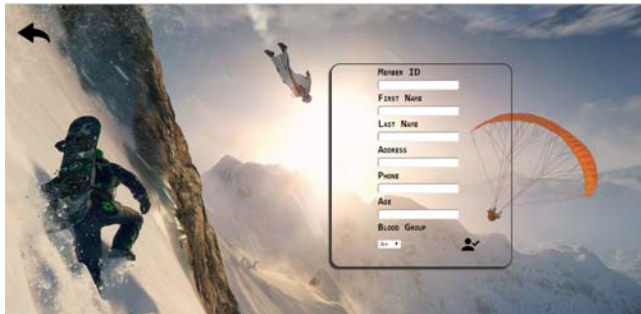 Member ID
First Name
Last Name
Address
Phone
Age
Blood Group
A+